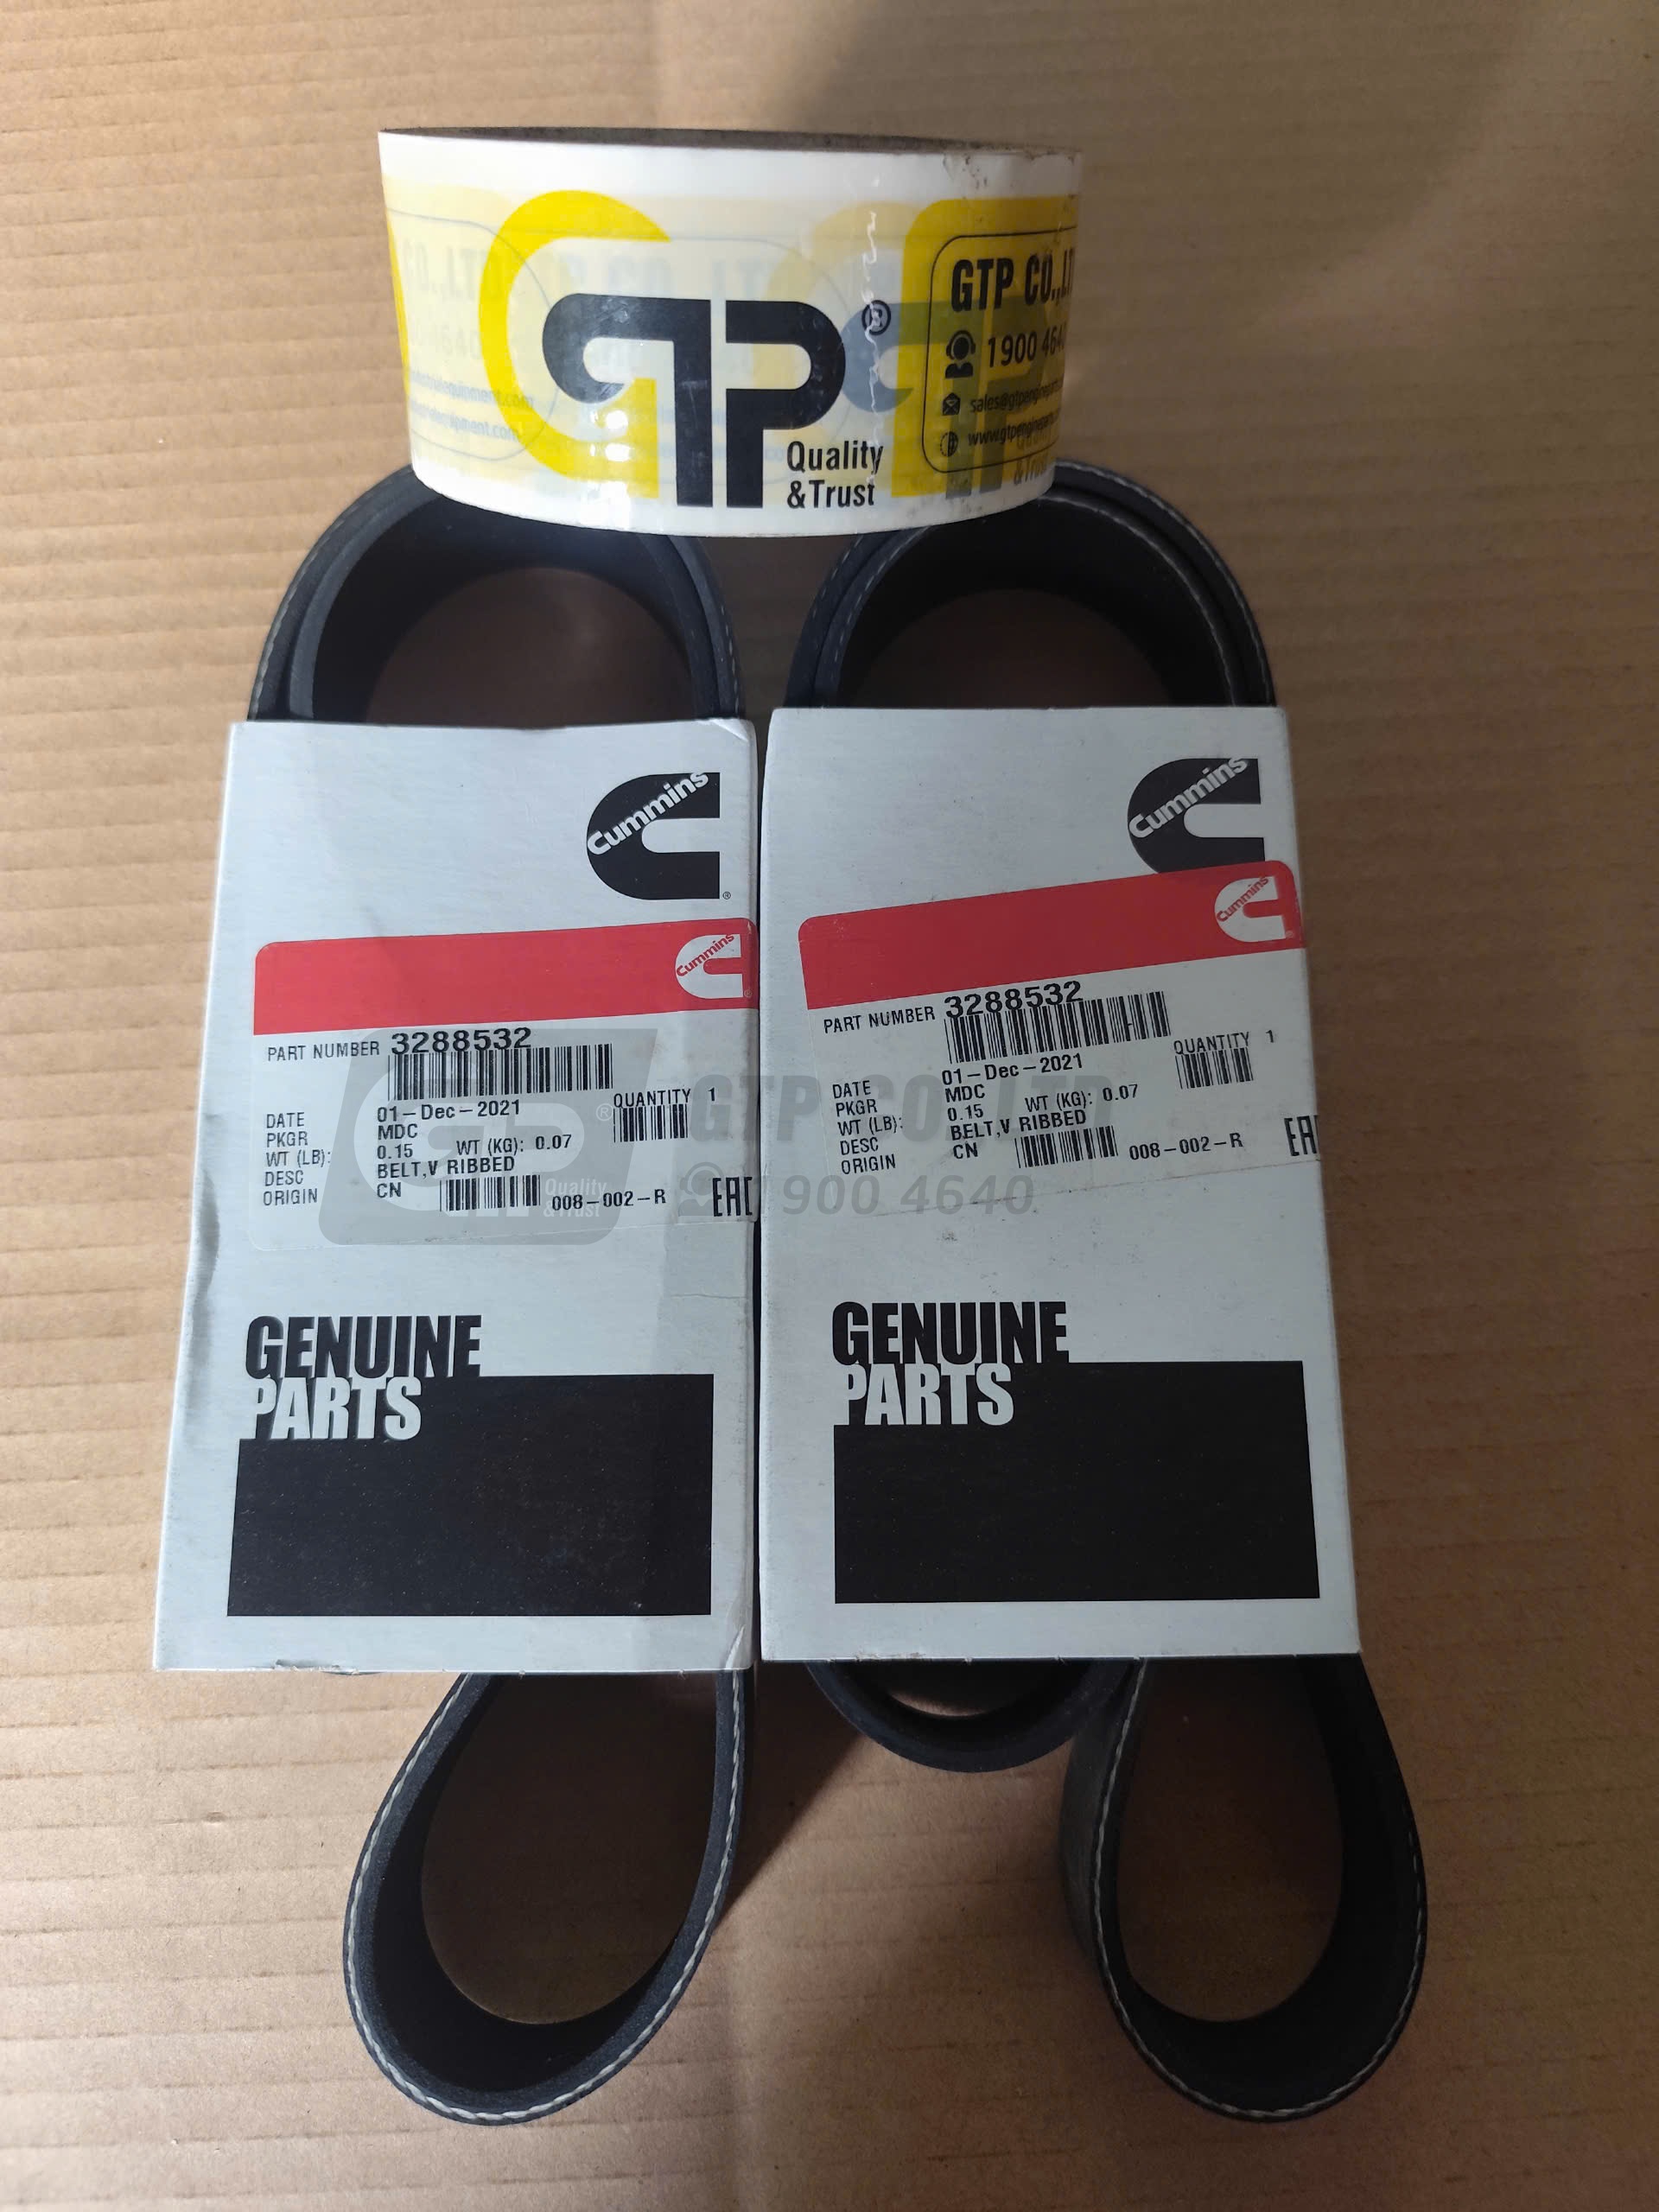 GTP
®
Quality
&Trust
GTP CO.,LT
1900 464
Cummins
®
Cummins
PART NUMBER 3288532
QUANTITY 1
DATE 01-Dec-2021
PKGR MDC
WT (LB): 0.15 WT (KG): 0.07
DESC BELT,V RIBBED
ORIGIN CN
008-002-R
EAC
GENUINE
PARTS
Cummins
Cummins
PART NUMBER 3288532
QUANTITY 1
DATE 01-Dec-2021
PKGR MDC
WT (LB): 0.15 WT (KG): 0.07
DESC BELT,V RIBBED
ORIGIN CN
008-002-R
GENUINE
PARTS
GTP
®
Quality
&Trust
GTP CO.,LTD
1900 4640